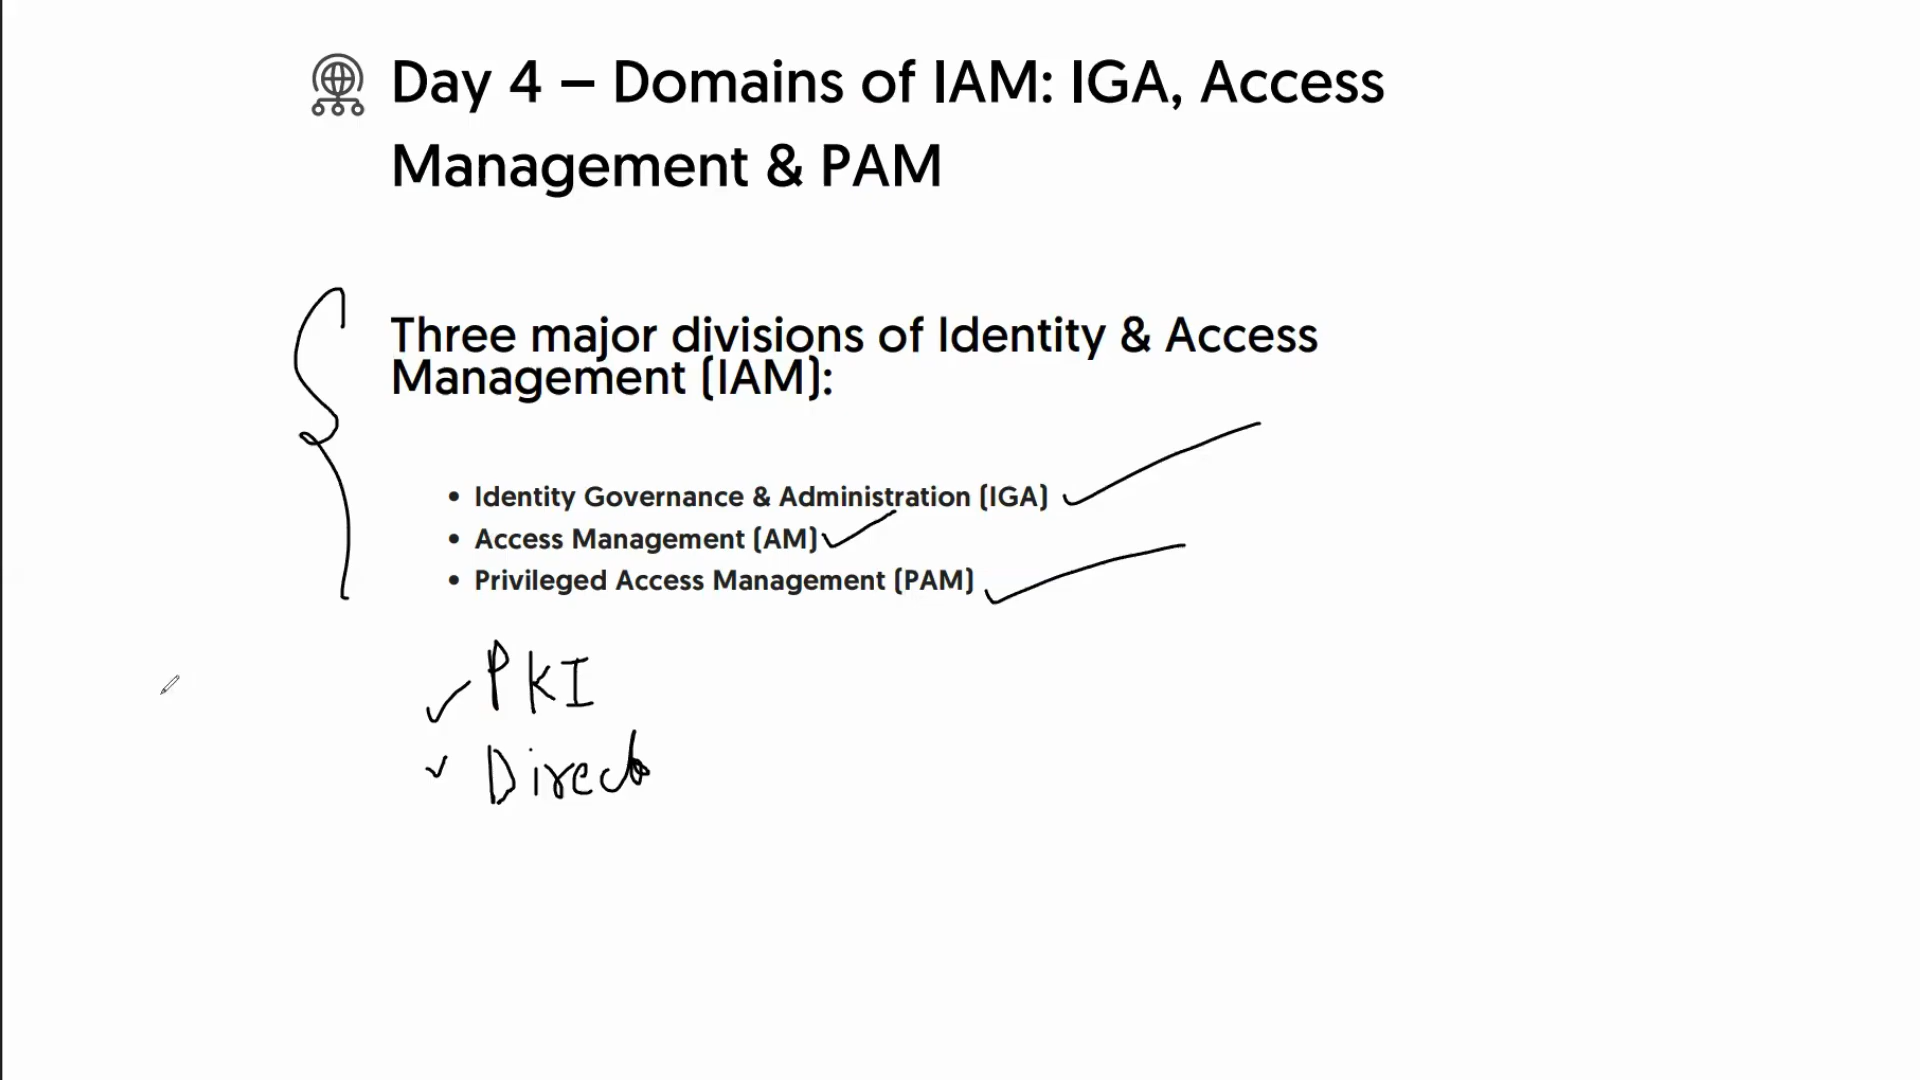 Day 4 – Domains of IAM: IGA, Access
Management & PAM
Three major divisions of Identity & Access
Management (IAM):
• Identity Governance & Administration (IGA)
• Access Management (AM)
• Privileged Access Management (PAM)
PKI
Direct